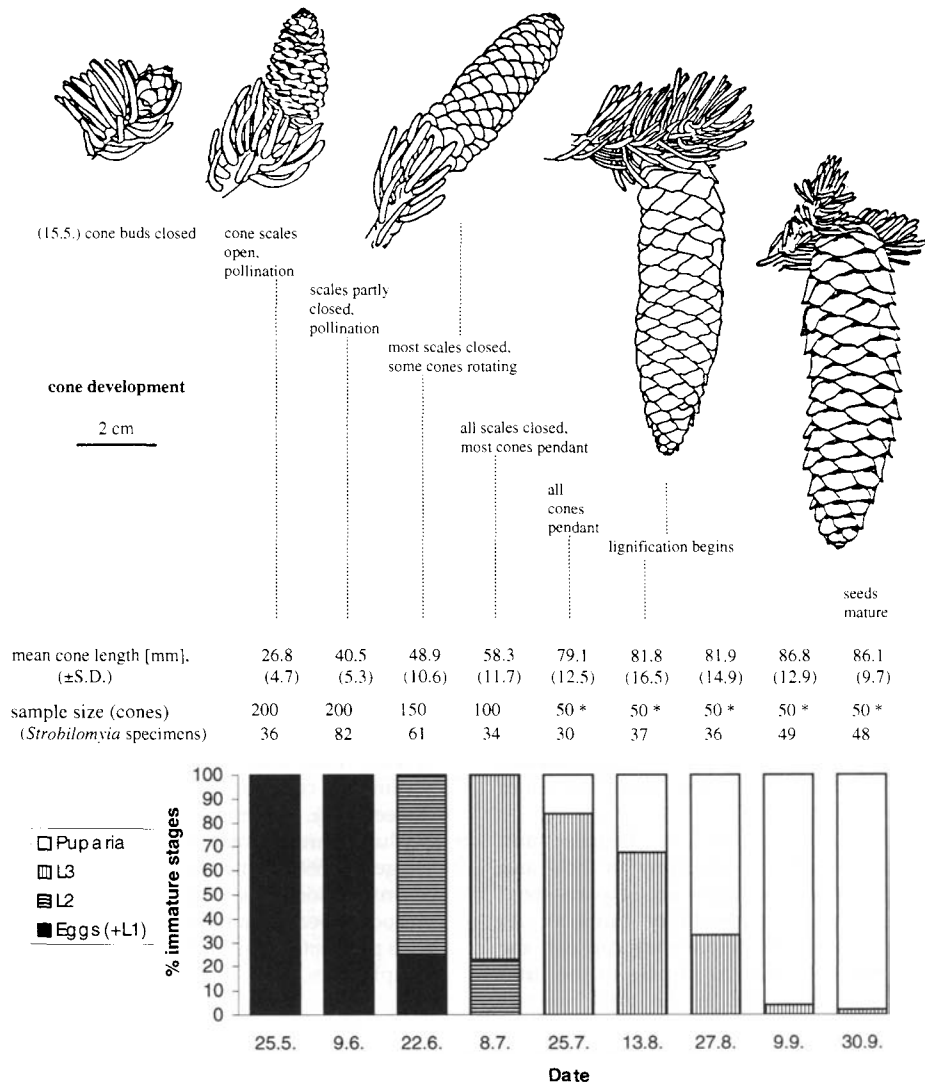 (15.5.) cone buds closed
cone scales
open,
pollination
scales partly
closed,
pollination
most scales closed,
some cones rotating
cone development
2 cm
all scales closed,
most cones pendant
all
cones
pendant
lignification begins
seeds
mature
mean cone length [mm], 26.8 40.5 48.9 58.3 79.1 81.8 81.9 86.8 86.1
(±S.D.) (4.7) (5.3) (10.6) (11.7) (12.5) (16.5) (14.9) (12.9) (9.7)
sample size (cones) 200 200 150 100 50 * 50 * 50 * 50 * 50 *
(Strobilomyia specimens) 36 82 61 34 30 37 36 49 48
% immature stages
100
90
80
70
60
50
40
30
20
10
0
Puparia
L3
L2
Eggs (+L1)
25.5. 9.6. 22.6. 8.7. 25.7. 13.8. 27.8. 9.9. 30.9.
Date